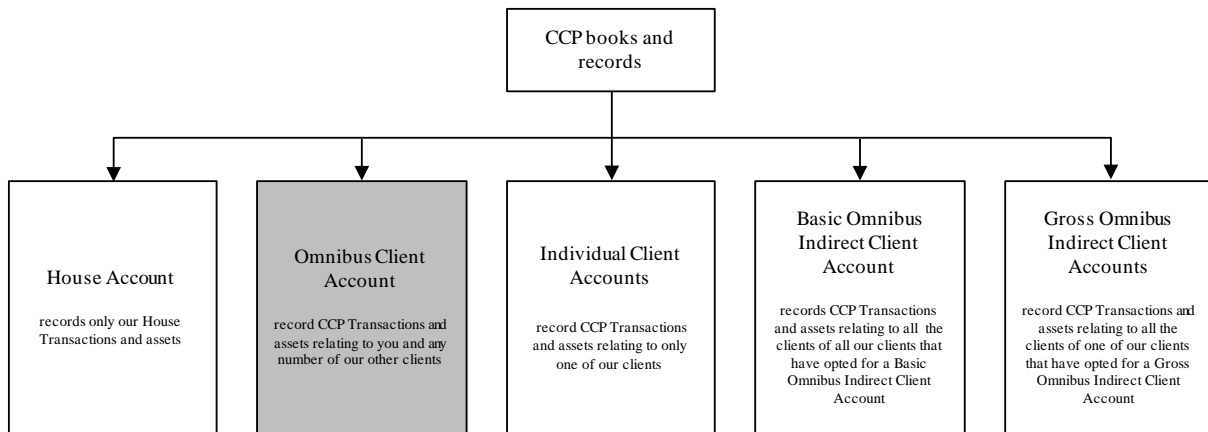 CCP books and
records
House Account
records only our House
Transactions and assets
Omnibus Client
Account
record CCP Transactions and
assets relating to you and any
number of our other clients
Individual Client
Accounts
record CCP Transactions
and assets relating to only
one of our clients
Basic Omnibus
Indirect Client
Account
records CCP Transactions
and assets relating to all the
clients of all our clients that
have opted for a Basic
Omnibus Indirect Client
Account
Gross Omnibus
Indirect Client
Accounts
record CCP Transactions and
assets relating to all the
clients of one of our clients
that have opted for a Gross
Omnibus Indirect Client
Account